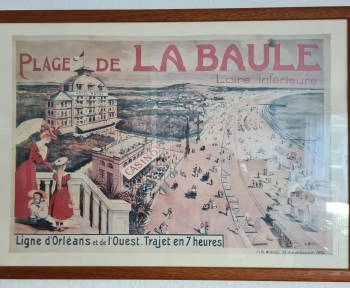 PLAGE DE LA BAULE
Loire Inférieure
CASINO
Ligne d'Orléans et de l'Ouest. Trajet en 7 heures